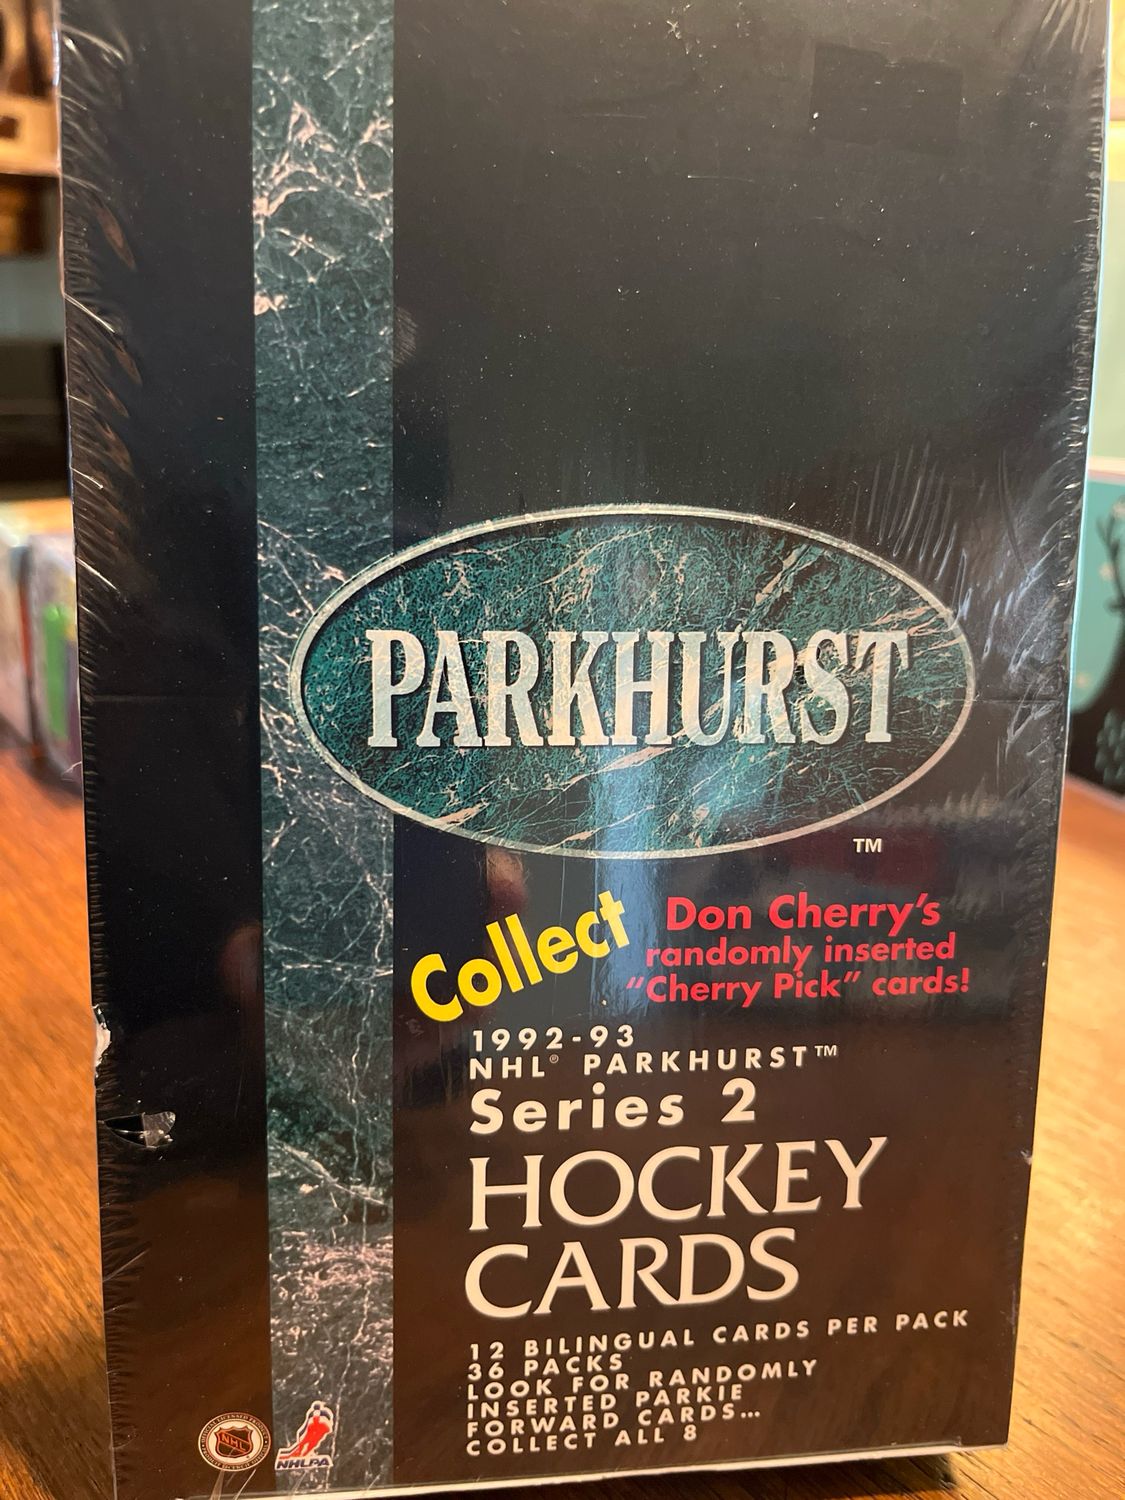 PARKHURST
TM
Collect
Don Cherry's
randomly inserted
"Cherry Pick" cards!
1992-93
NHL® PARKHURST™
Series 2
HOCKEY
CARDS
12 BILINGUAL CARDS PER PACK
36 PACKS
LOOK FOR RANDOMLY
INSERTED PARKIE
FORWARD CARDS...
COLLECT ALL 8
NHL
NHLPA